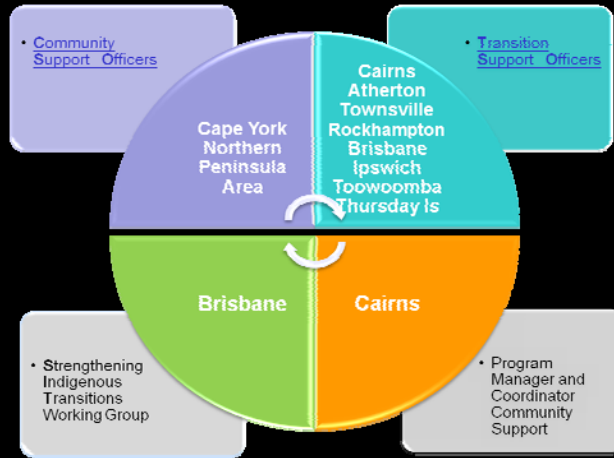 • Community
Support Officers
• Transition
Support Officers
Cape York
Northern
Peninsula
Area
Cairns
Atherton
Townsville
Rockhampton
Brisbane
Ipswich
Toowoomba
Thursday Is
Brisbane
Cairns
• Strengthening
Indigenous
Transitions
Working Group
• Program
Manager and
Coordinator
Community
Support